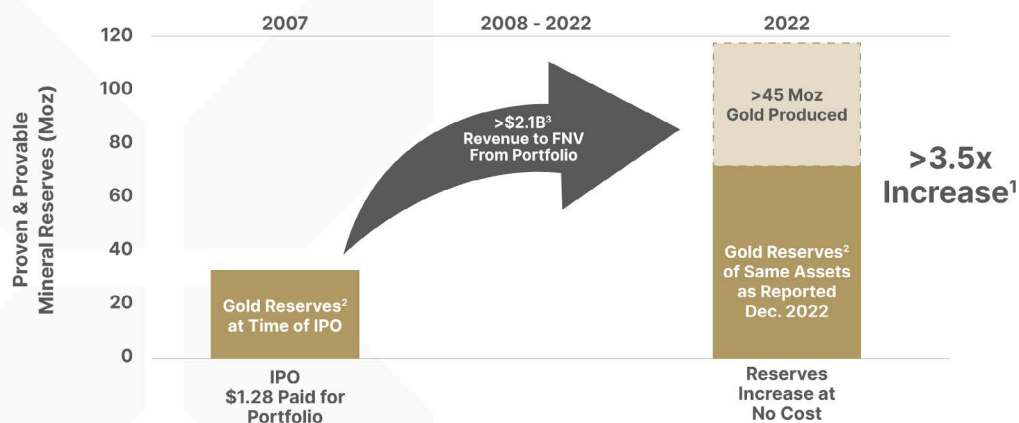 2007
2008 - 2022
2022
Proven & Provable
Mineral Reserves (Moz)
120
100
80
60
40
20
0
>$2.1B³
Revenue to FNV
From Portfolio
>45 Moz
Gold Produced
>3.5x
Increase¹
Gold Reserves²
at Time of IPO
Gold Reserves²
of Same Assets
as Reported
Dec. 2022
IPO
$1.28 Paid for
Portfolio
Reserves
Increase at
No Cost